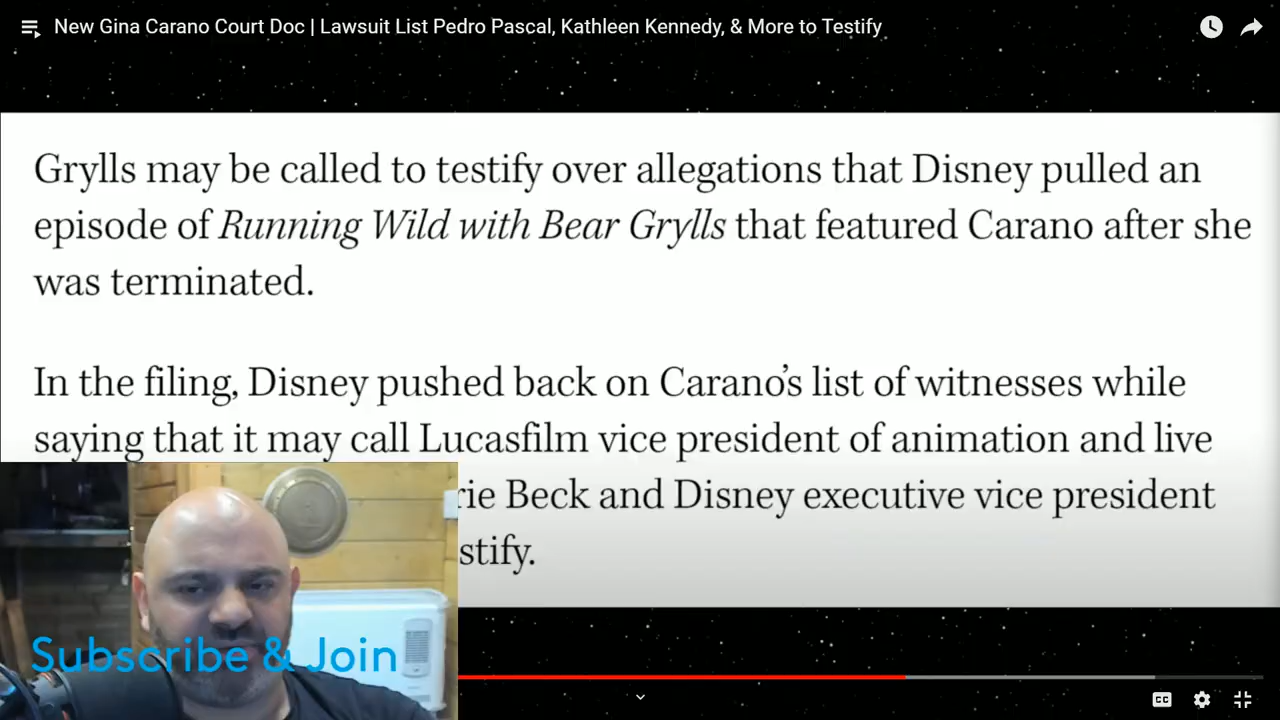 New Gina Carano Court Doc | Lawsuit List Pedro Pascal, Kathleen Kennedy, & More to Testify
Grylls may be called to testify over allegations that Disney pulled an
episode of Running Wild with Bear Grylls that featured Carano after she
was terminated.
In the filing, Disney pushed back on Carano's list of witnesses while
saying that it may call Lucasfilm vice president of animation and live
rie Beck and Disney executive vice president
stify.
Subscribe & Join
CC